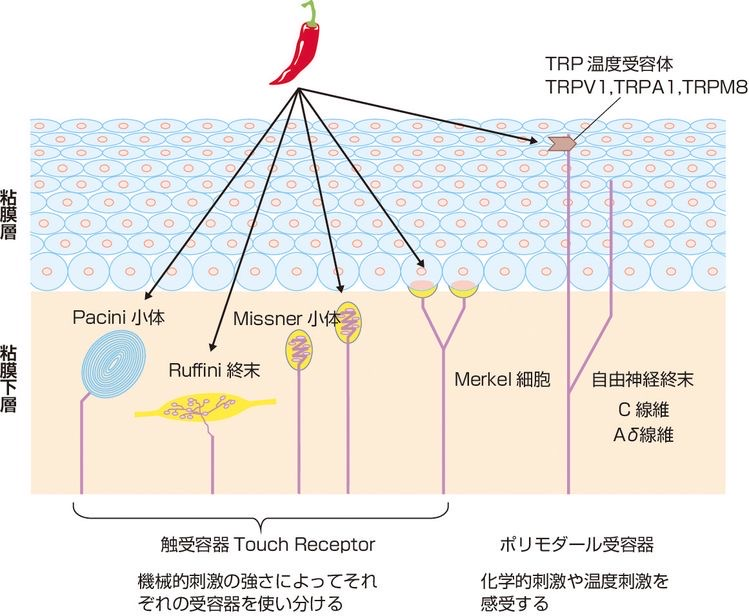 TRP 温度受容体
TRPV1,TRPA1,TRPM8
粘膜層
粘膜下層
Pacini 小体
Ruffini 終末
Missner 小体
Merkel 細胞
自由神経終末
C 線維
Aδ線維
触受容器 Touch Receptor
機械的刺激の強さによってそれ
ぞれの受容器を使い分ける
ポリモダール受容器
化学的刺激や温度刺激を
感受する